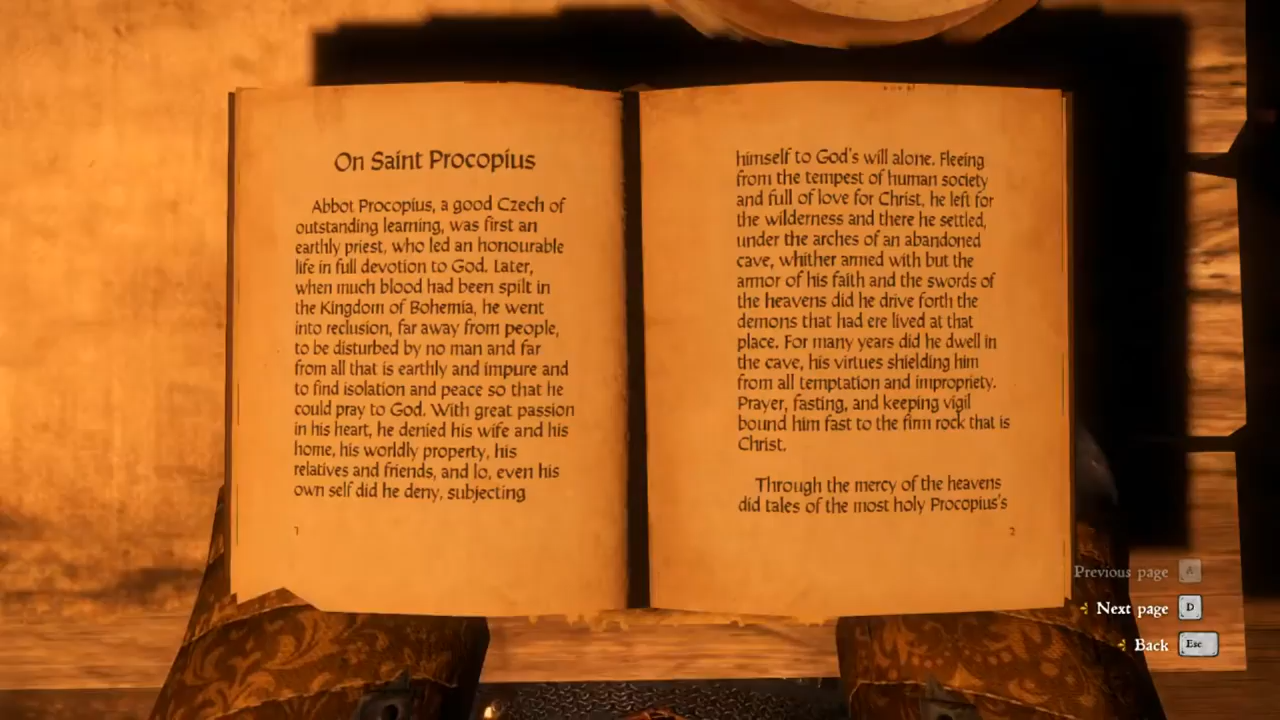 On Saint Procopius
Abbot Procopius, a good Czech of
outstanding learning, was first an
earthly priest, who led an honourable
life in full devotion to God. Later,
when much blood had been spilt in
the Kingdom of Bohemia, he went
into reclusion, far away from people,
to be disturbed by no man and far
from all that is earthly and impure and
to find isolation and peace so that he
could pray to God. With great passion
in his heart, he denied his wife and his
home, his worldly property, his
relatives and friends, and lo, even his
own self did he deny, subjecting
1
himself to God's will alone. Fleeing
from the tempest of human society
and full of love for Christ, he left for
the wilderness and there he settled,
under the arches of an abandoned
cave, whither armed with but the
armor of his faith and the swords of
the heavens did he drive forth the
demons that had ere lived at that
place. For many years did he dwell in
the cave, his virtues shielding him
from all temptation and impropriety.
Prayer, fasting, and keeping vigil
bound him fast to the firm rock that is
Christ.
Through the mercy of the heavens
did tales of the most holy Procopius's
2
Previous page A
Next page D
Back Esc